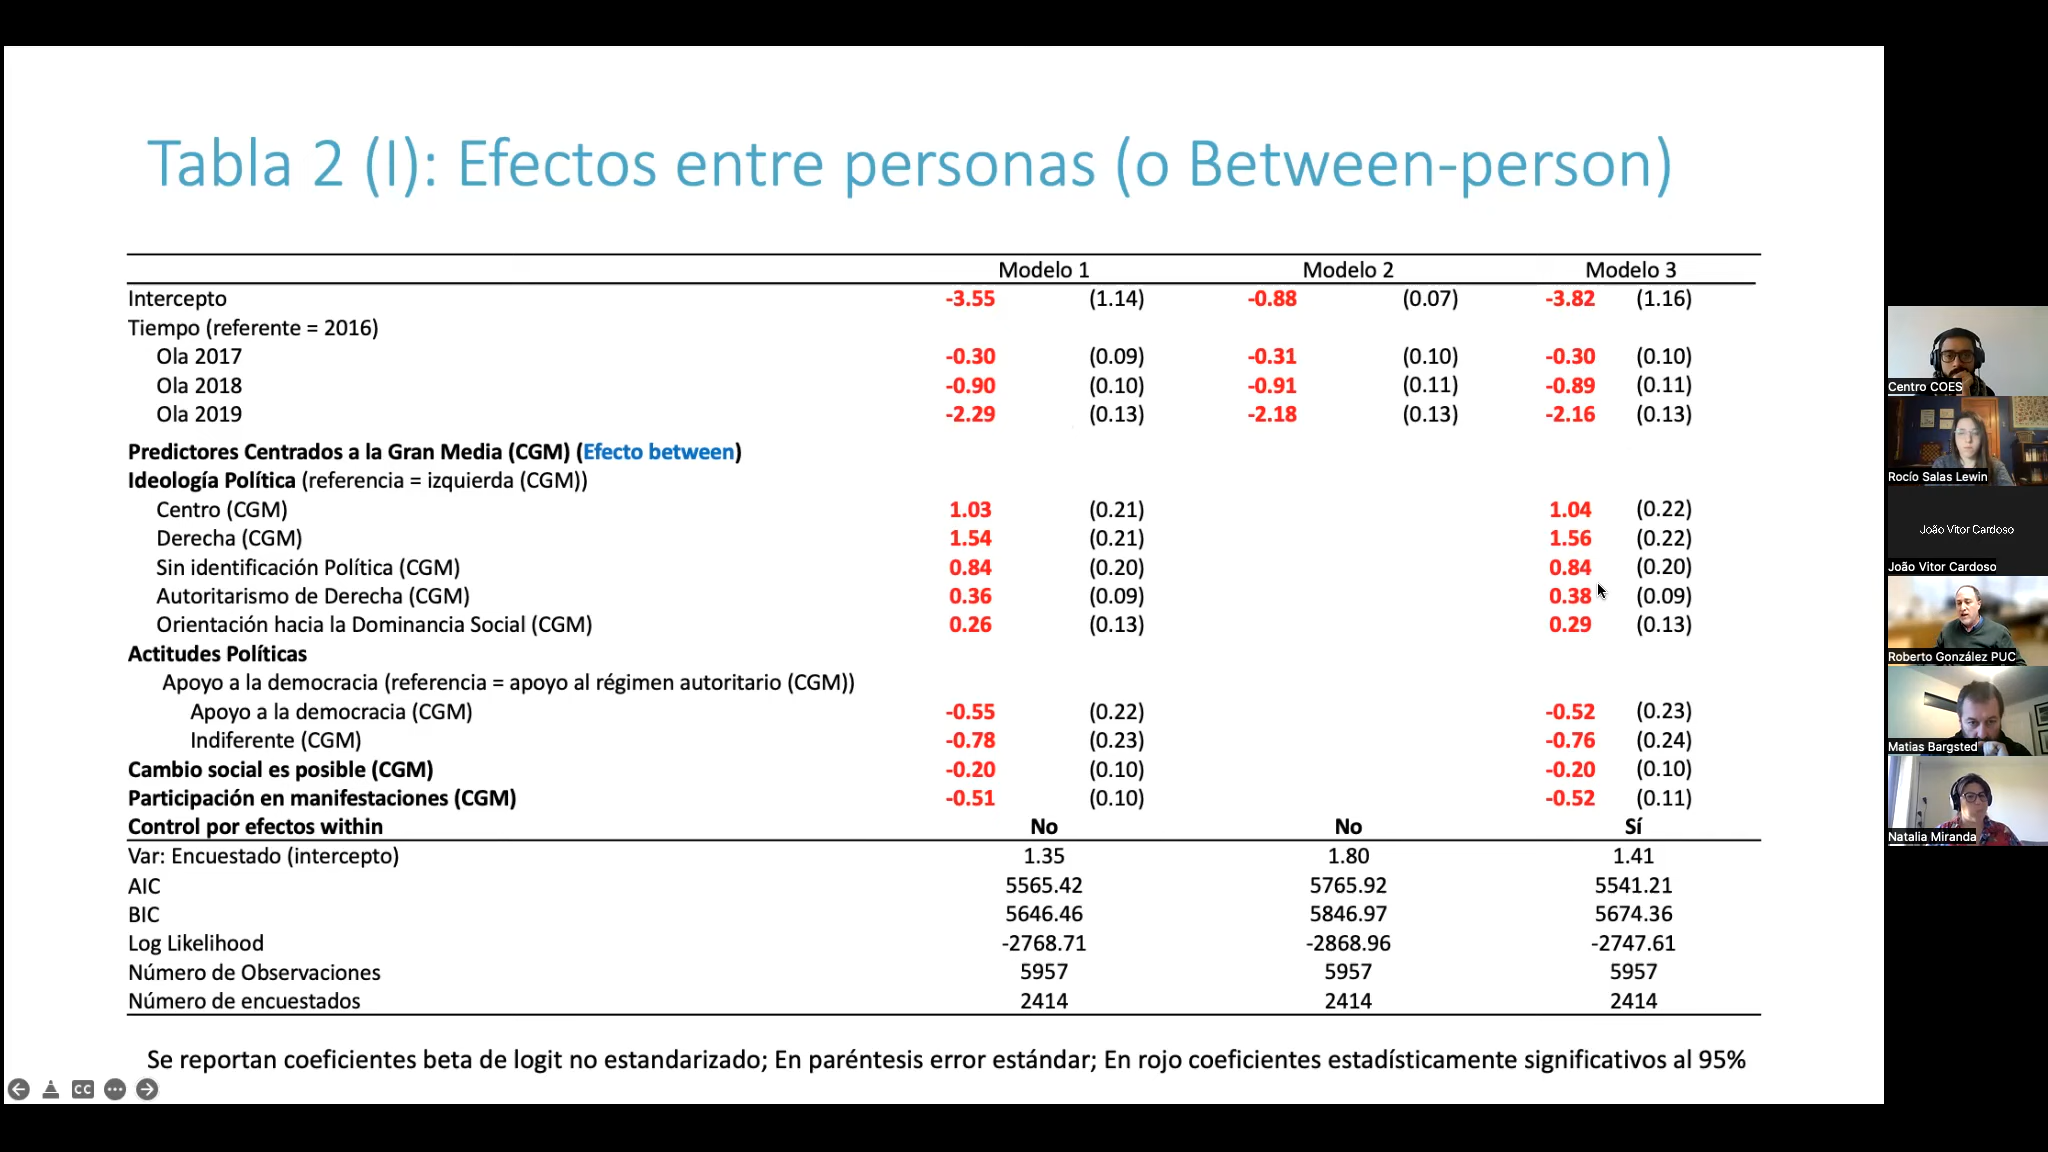 Tabla 2 (I): Efectos entre personas (o Between-person)
Modelo 1 Modelo 2 Modelo 3
Intercepto -3.55 (1.14) -0.88 (0.07) -3.82 (1.16)
Tiempo (referente = 2016)
Ola 2017 -0.30 (0.09) -0.31 (0.10) -0.30 (0.10)
Ola 2018 -0.90 (0.10) -0.91 (0.11) -0.89 (0.11)
Ola 2019 -2.29 (0.13) -2.18 (0.13) -2.16 (0.13)
Predictores Centrados a la Gran Media (CGM) (Efecto between)
Ideología Política (referencia = izquierda (CGM))
Centro (CGM) 1.03 (0.21) 1.04 (0.22)
Derecha (CGM) 1.54 (0.21) 1.56 (0.22)
Sin identificación Política (CGM) 0.84 (0.20) 0.84 (0.20)
Autoritarismo de Derecha (CGM) 0.36 (0.09) 0.38 (0.09)
Orientación hacia la Dominancia Social (CGM) 0.26 (0.13) 0.29 (0.13)
Actitudes Políticas
Apoyo a la democracia (referencia = apoyo al régimen autoritario (CGM))
Apoyo a la democracia (CGM) -0.55 (0.22) -0.52 (0.23)
Indiferente (CGM) -0.78 (0.23) -0.76 (0.24)
Cambio social es posible (CGM) -0.20 (0.10) -0.20 (0.10)
Participación en manifestaciones (CGM) -0.51 (0.10) -0.52 (0.11)
Control por efectos within No No Sí
Var: Encuestado (intercepto) 1.35 1.80 1.41
AIC 5565.42 5765.92 5541.21
BIC 5646.46 5846.97 5674.36
Log Likelihood -2768.71 -2868.96 -2747.61
Número de Observaciones 5957 5957 5957
Número de encuestados 2414 2414 2414
Se reportan coeficientes beta de logit no estandarizado; En paréntesis error estándar; En rojo coeficientes estadísticamente significativos al 95%
CC
Centro COES
Rocío Salas Lewin
João Vitor Cardoso
João Vitor Cardoso
Roberto González PUC
Matias Bargsted
Natalia Miranda